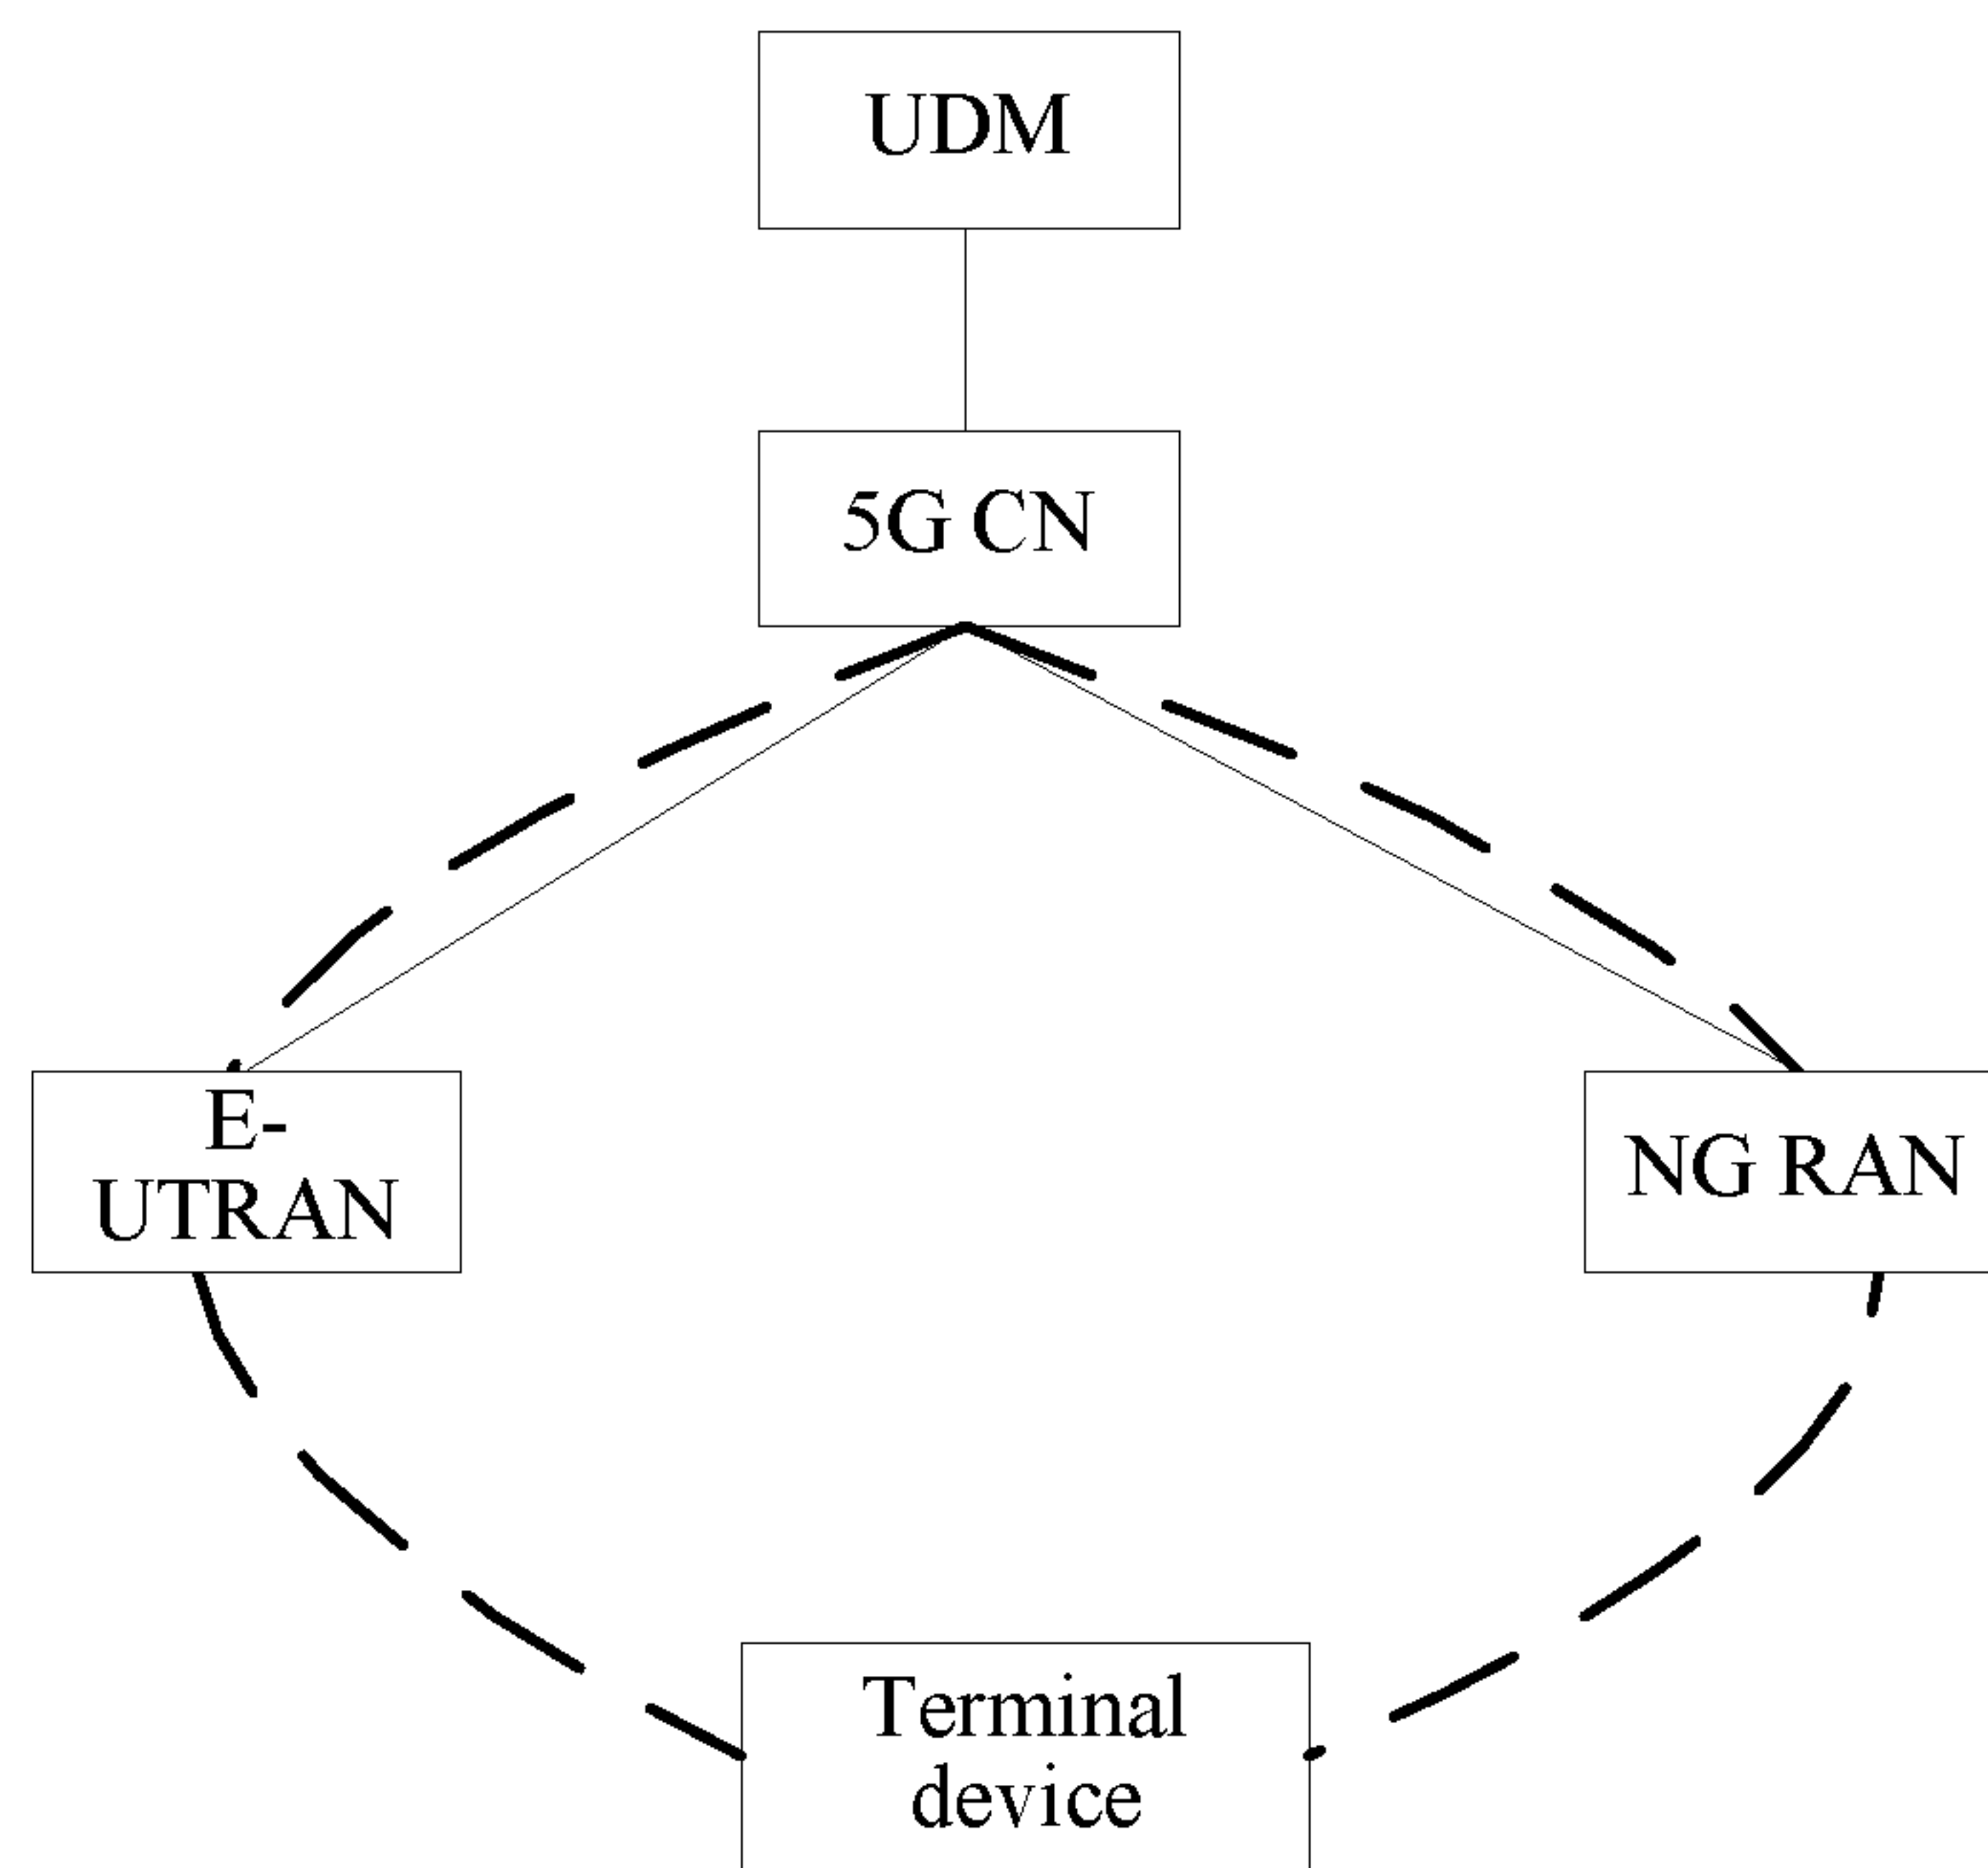 UDM
5G CN
E-
UTRAN
NG RAN
Terminal
device